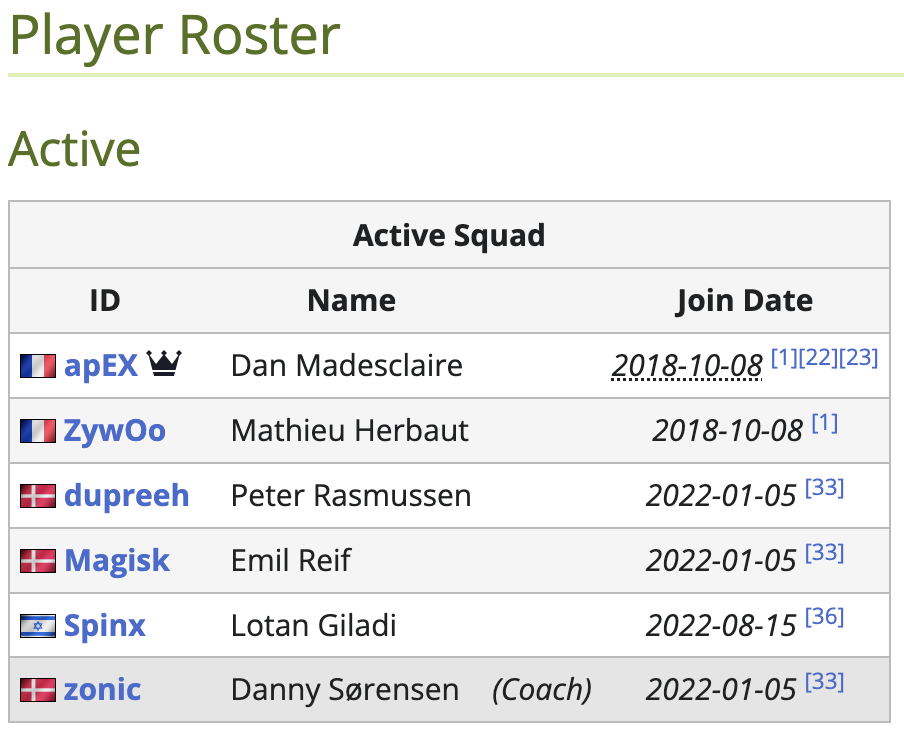 Player Roster
Active
Active Squad
ID Name Join Date
apEX Dan Madesclaire 2018-10-08 [1][22][23]
ZywOo Mathieu Herbaut 2018-10-08 [1]
dupreeh Peter Rasmussen 2022-01-05 [33]
Magisk Emil Reif 2022-01-05 [33]
Spinx Lotan Giladi 2022-08-15 [36]
zonic Danny Sørensen (Coach) 2022-01-05 [33]